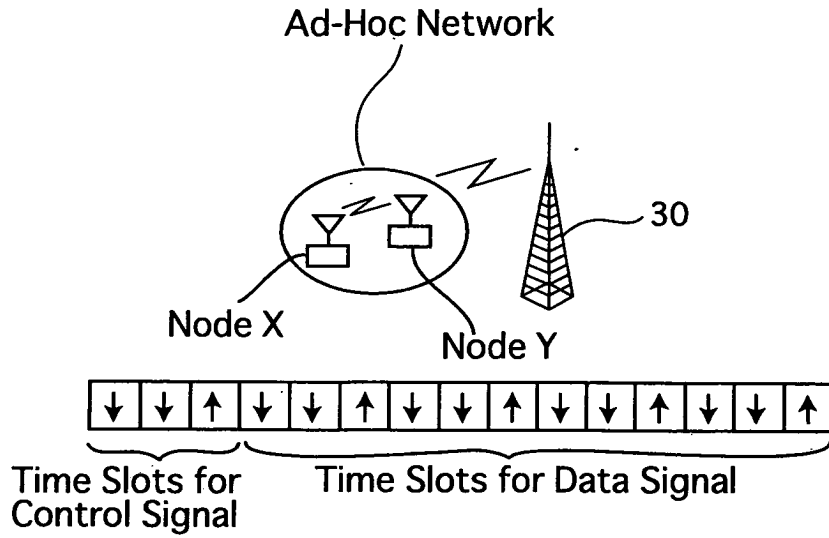 Ad-Hoc Network
30
Node X
Node Y
Time Slots for
Control Signal
Time Slots for Data Signal